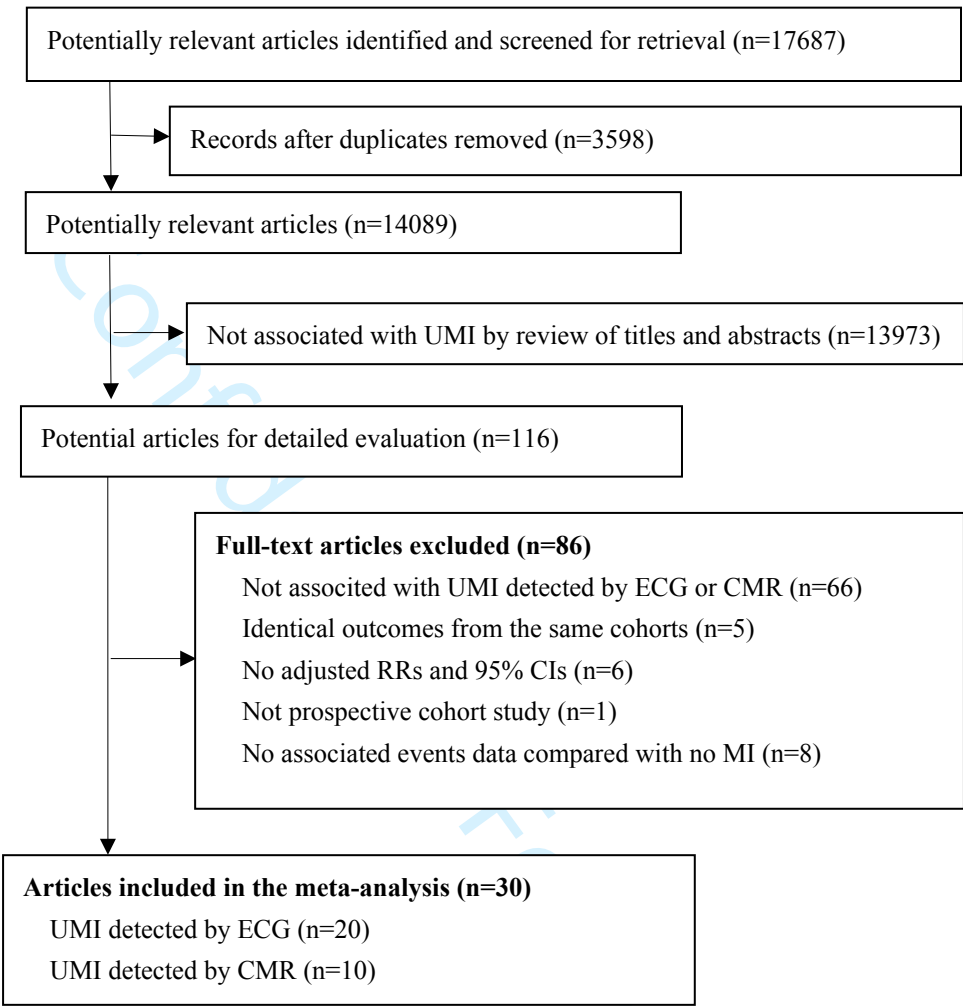 Potentially relevant articles identified and screened for retrieval (n=17687)
Records after duplicates removed (n=3598)
Potentially relevant articles (n=14089)
Not associated with UMI by review of titles and abstracts (n=13973)
Potential articles for detailed evaluation (n=116)
Full-text articles excluded (n=86)
Not associted with UMI detected by ECG or CMR (n=66)
Identical outcomes from the same cohorts (n=5)
No adjusted RRs and 95% CIs (n=6)
Not prospective cohort study (n=1)
No associated events data compared with no MI (n=8)
Articles included in the meta-analysis (n=30)
UMI detected by ECG (n=20)
UMI detected by CMR (n=10)